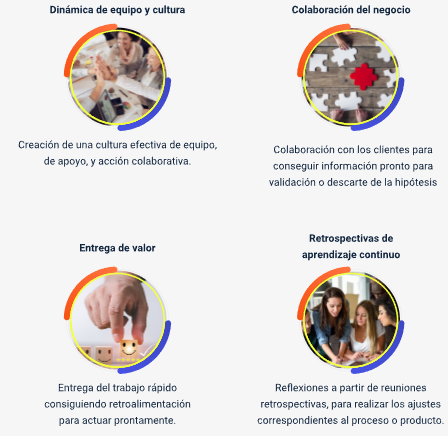 Dinámica de equipo y cultura
Creación de una cultura efectiva de equipo,
de apoyo, y acción colaborativa.
Colaboración del negocio
Colaboración con los clientes para
conseguir información pronto para
validación o descarte de la hipótesis
Entrega de valor
Entrega del trabajo rápido
consiguiendo retroalimentación
para actuar prontamente.
Retrospectivas de
aprendizaje continuo
Reflexiones a partir de reuniones
retrospectivas, para realizar los ajustes
correspondientes al proceso o producto.